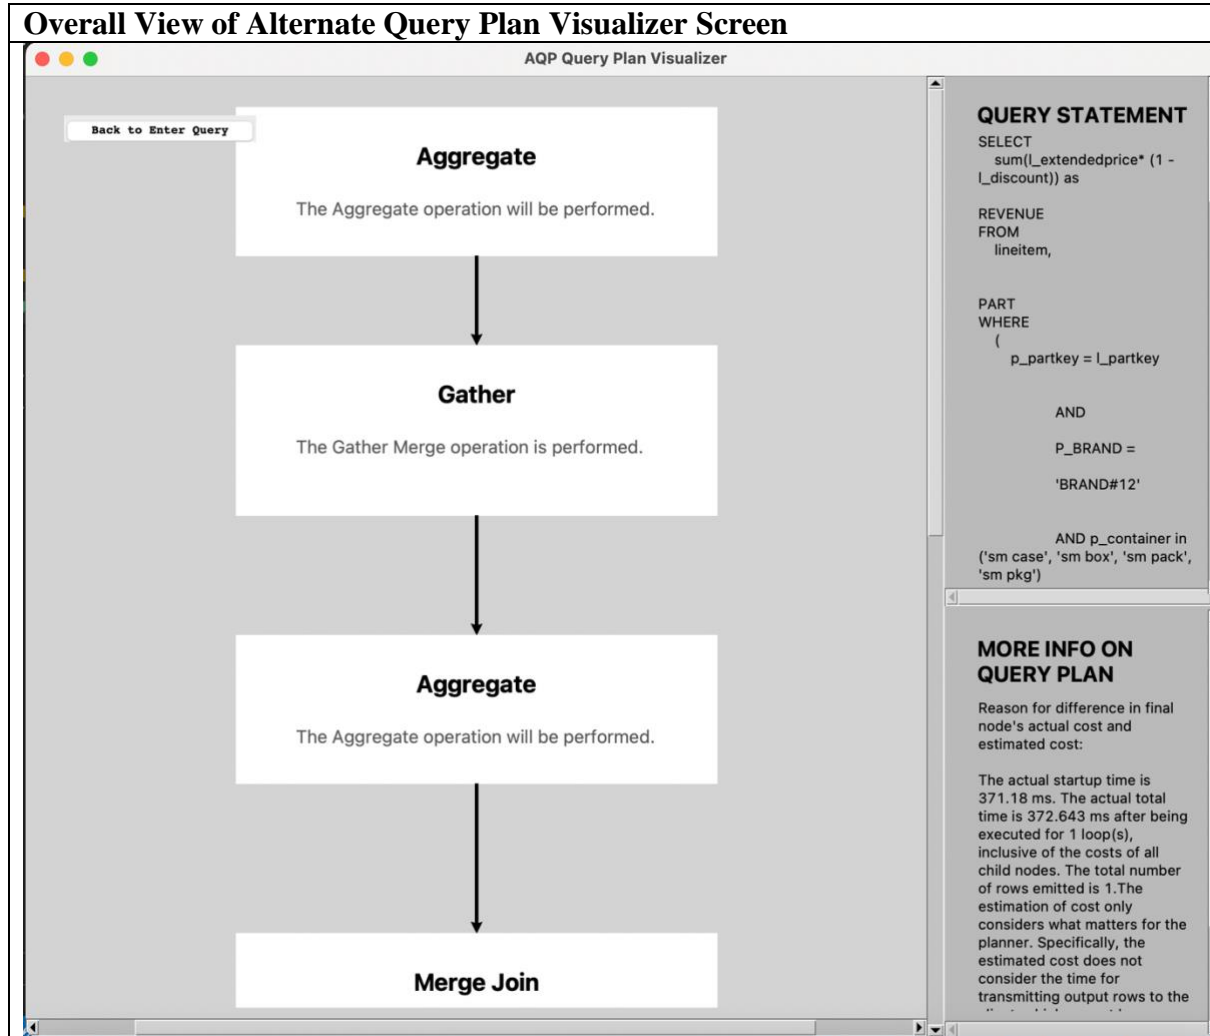 Overall View of Alternate Query Plan Visualizer Screen
AQP Query Plan Visualizer
Back to Enter Query
Aggregate
The Aggregate operation will be performed.
Gather
The Gather Merge operation is performed.
Aggregate
The Aggregate operation will be performed.
Merge Join
QUERY STATEMENT
SELECT
sum(l_extendedprice* (1 -
l_discount)) as
REVENUE
FROM
lineitem,
PART
WHERE
(
p_partkey = l_partkey
AND
P_BRAND =
'BRAND#12'
AND p_container in
('sm case', 'sm box', 'sm pack',
'sm pkg')
MORE INFO ON
QUERY PLAN
Reason for difference in final
node's actual cost and
estimated cost:
The actual startup time is
371.18 ms. The actual total
time is 372.643 ms after being
executed for 1 loop(s),
inclusive of the costs of all
child nodes. The total number
of rows emitted is 1.The
estimation of cost only
considers what matters for the
planner. Specifically, the
estimated cost does not
consider the time for
transmitting output rows to the